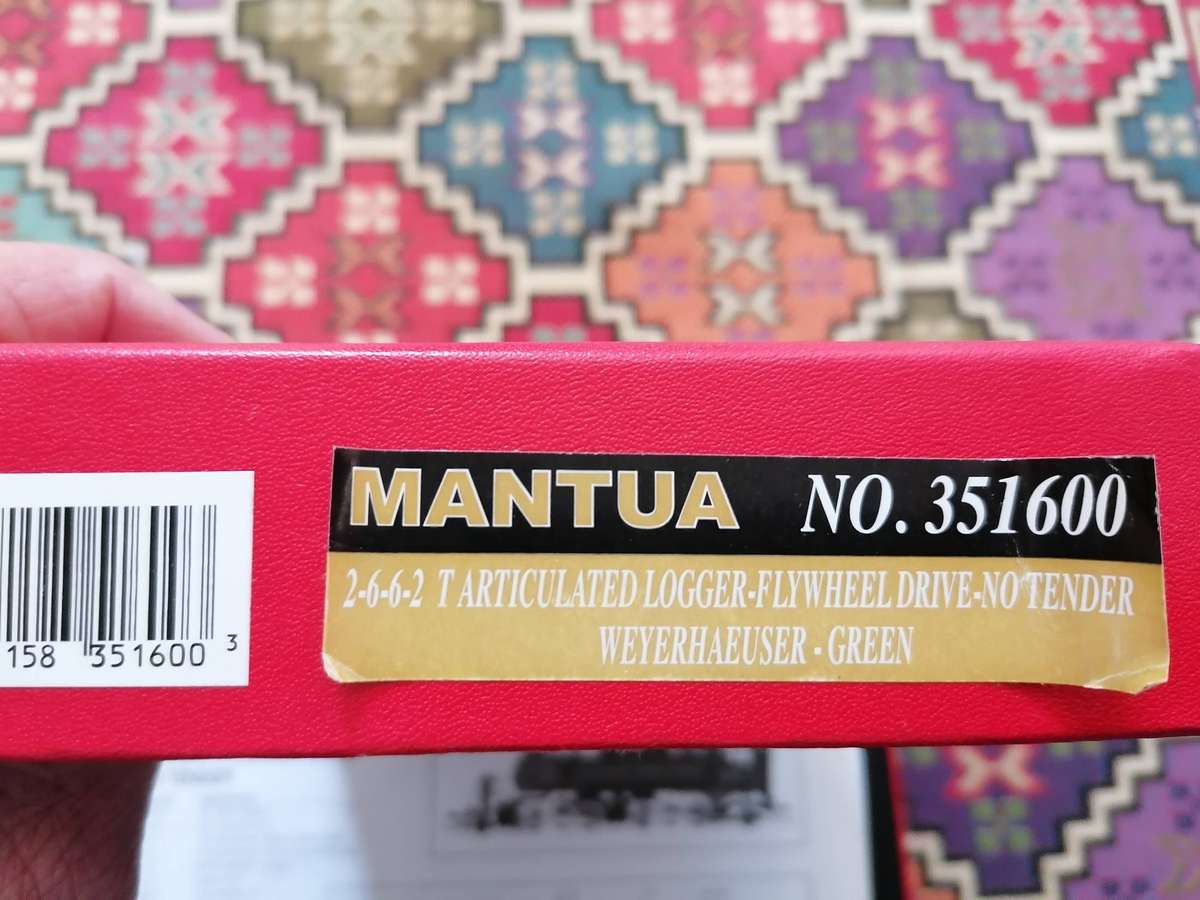 MANTUA NO. 351600
2-6-6-2 T ARTICULATED LOGGER-FLYWHEEL DRIVE-NO TENDER
WEYERHAEUSER - GREEN
158 351600 3